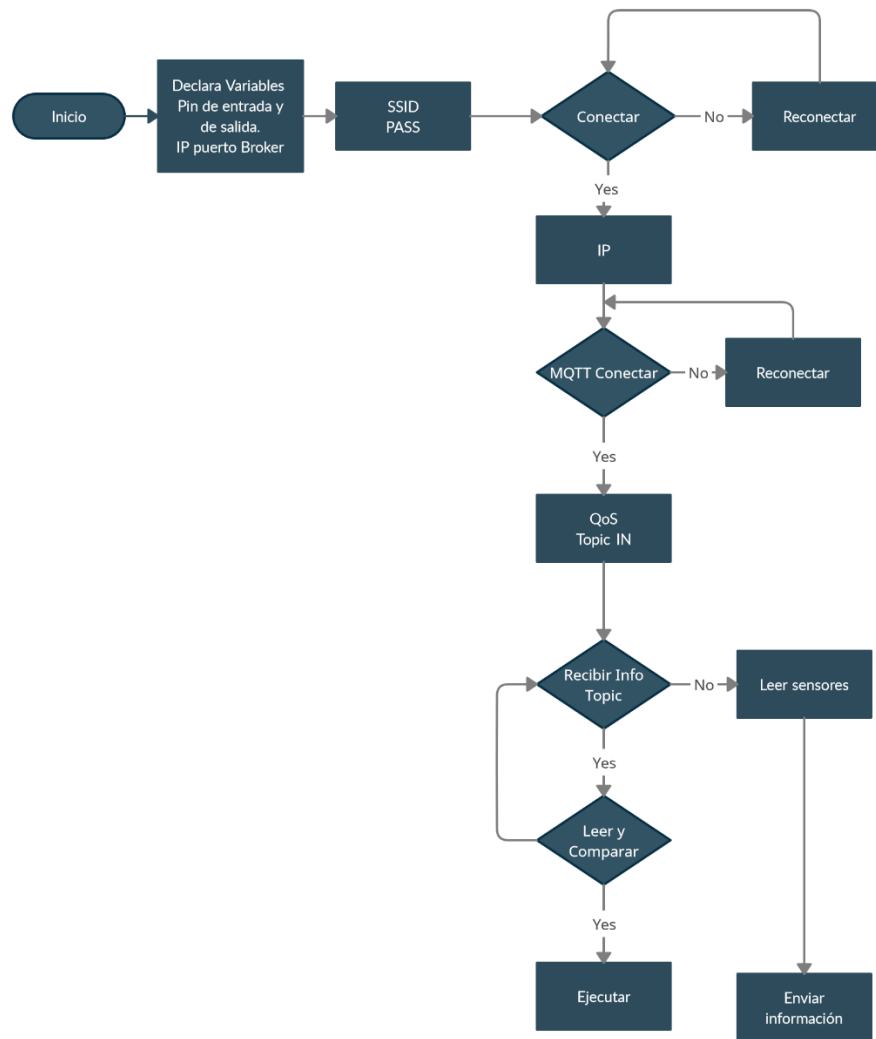 Inicio
Declara Variables
Pin de entrada y
de salida.
IP puerto Broker
SSID
PASS
Conectar
No
Reconectar
Yes
IP
MQTT Conectar
No
Reconectar
Yes
QoS
Topic IN
Recibir Info
Topic
No
Leer sensores
Yes
Leer y
Comparar
Yes
Ejecutar
Enviar
información